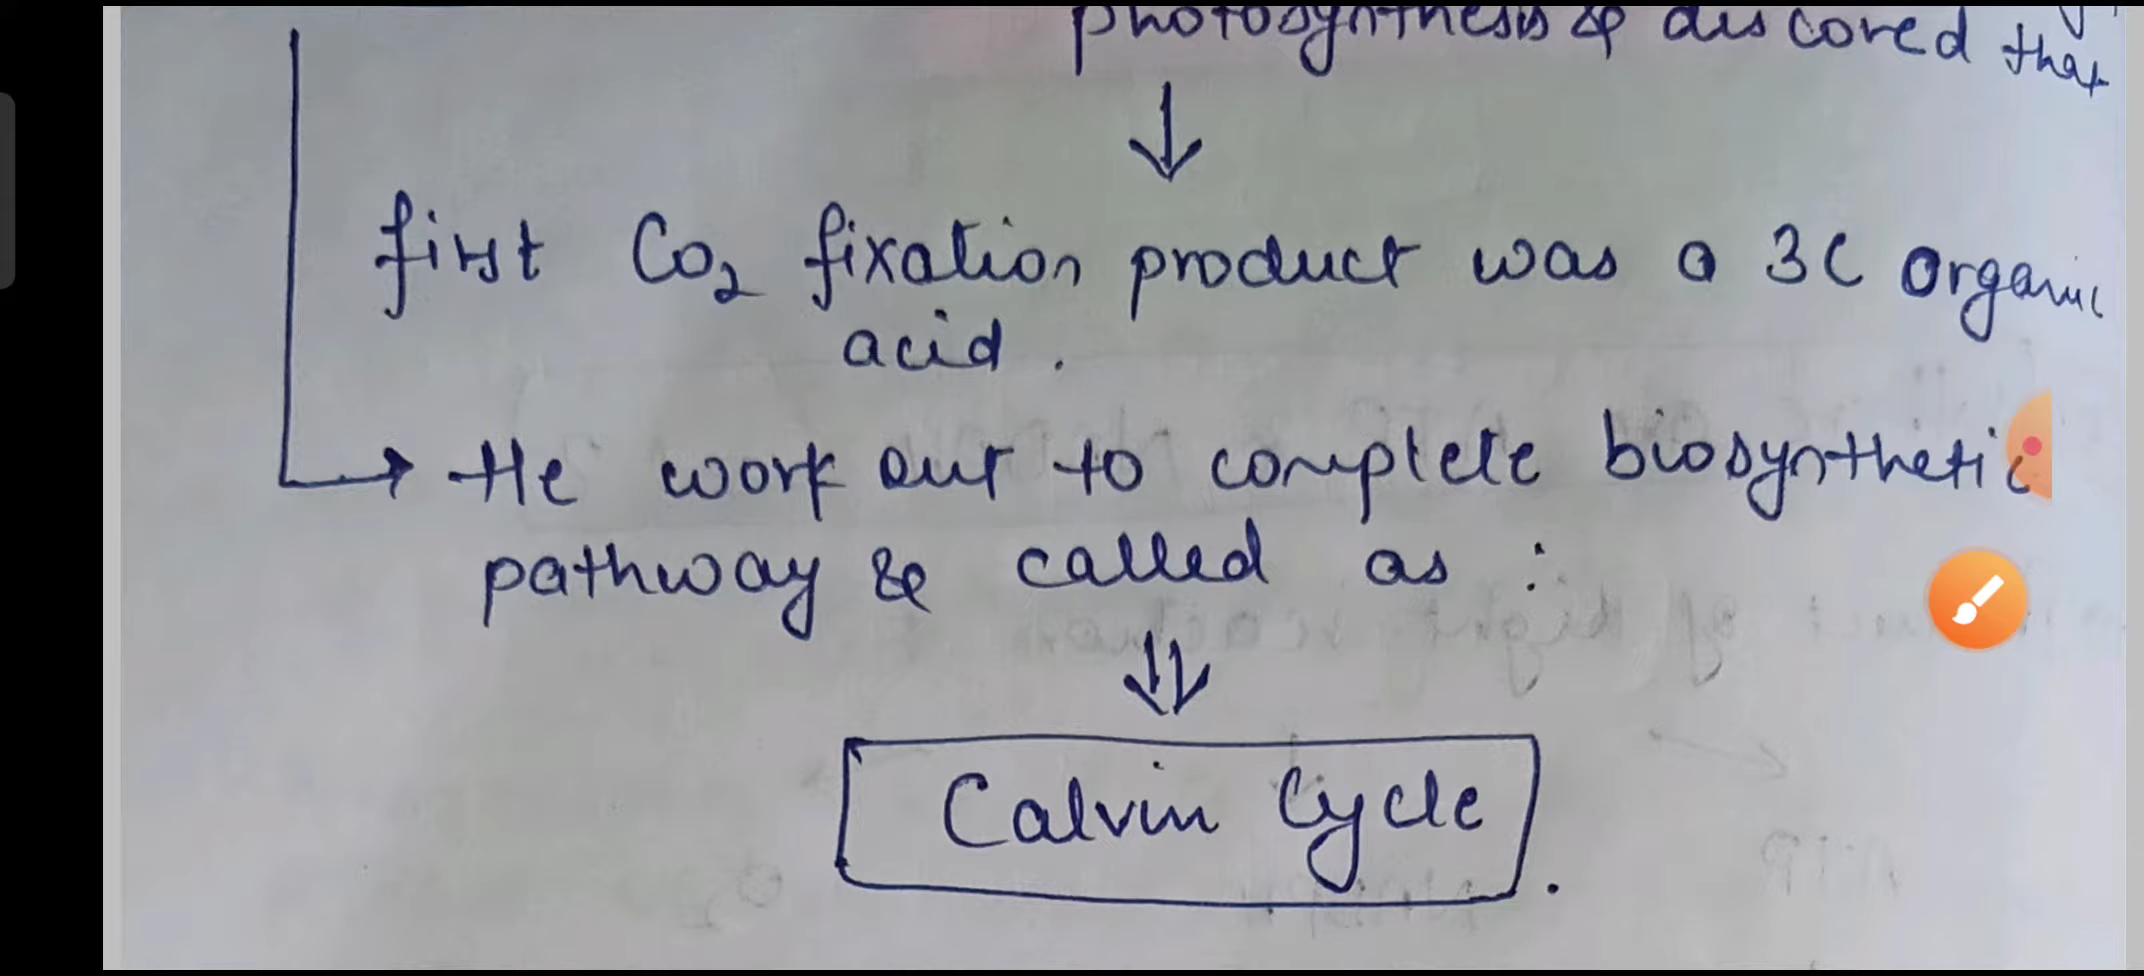 photosynthesis & discored that
first Co2 fixation product was a 3C organic
acid.
He work out to complete biosynthetic
pathway & called as :
Calvin Cycle.